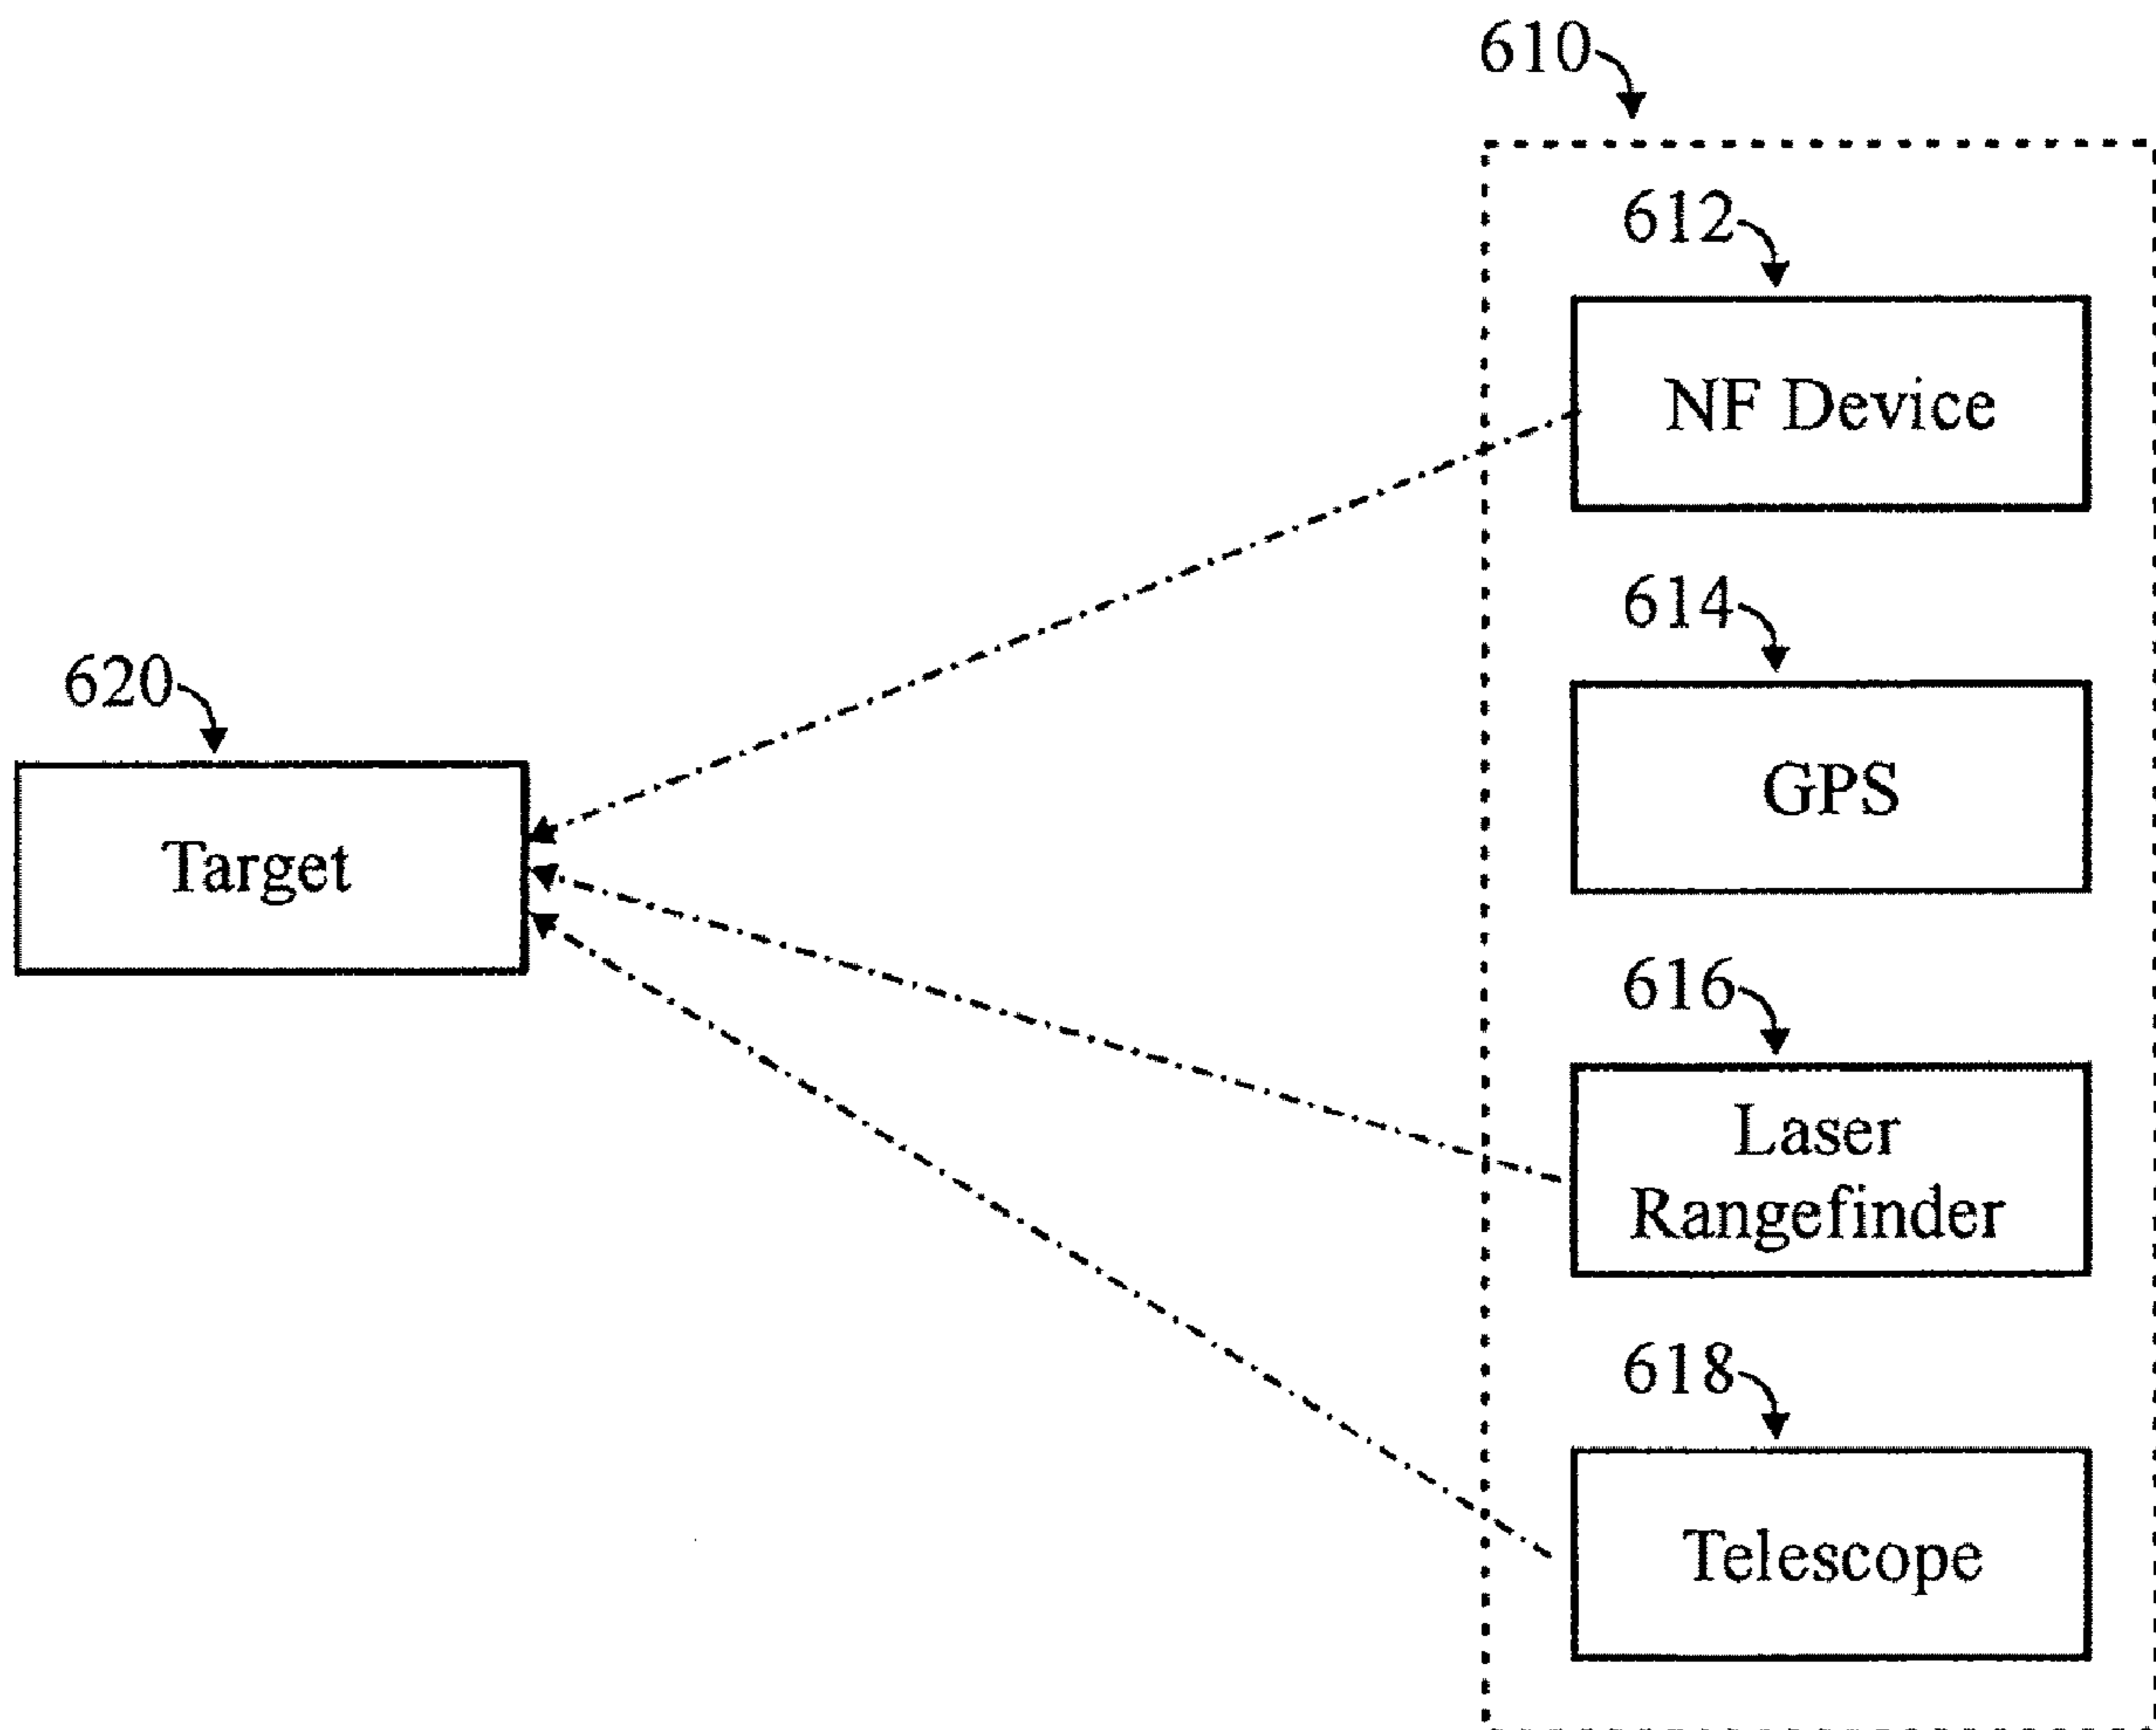 610
612
NF Device
614
620
GPS
Target
616
Laser
Rangefinder
618
Telescope